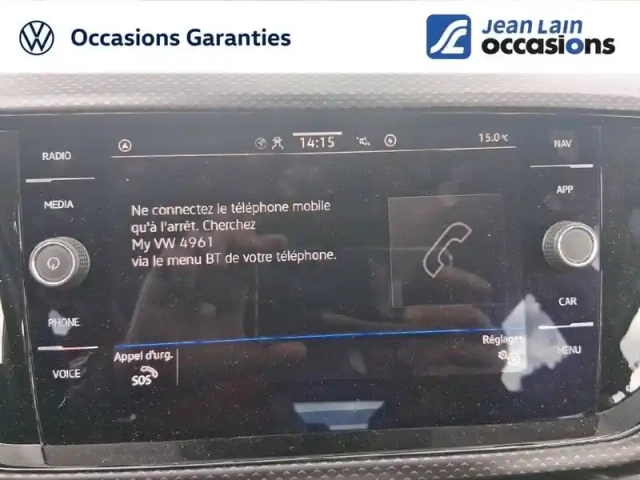 Occasions Garanties
Jean Lain
occasions
RADIO
MEDIA
PHONE
VOICE
14:15
15.0°C
Ne connectez le téléphone mobile
qu'à l'arrêt. Cherchez
My VW 4961
via le menu BT de votre téléphone.
Appel d'urg.
SOS
Réglages
NAV
APP
CAR
MENU